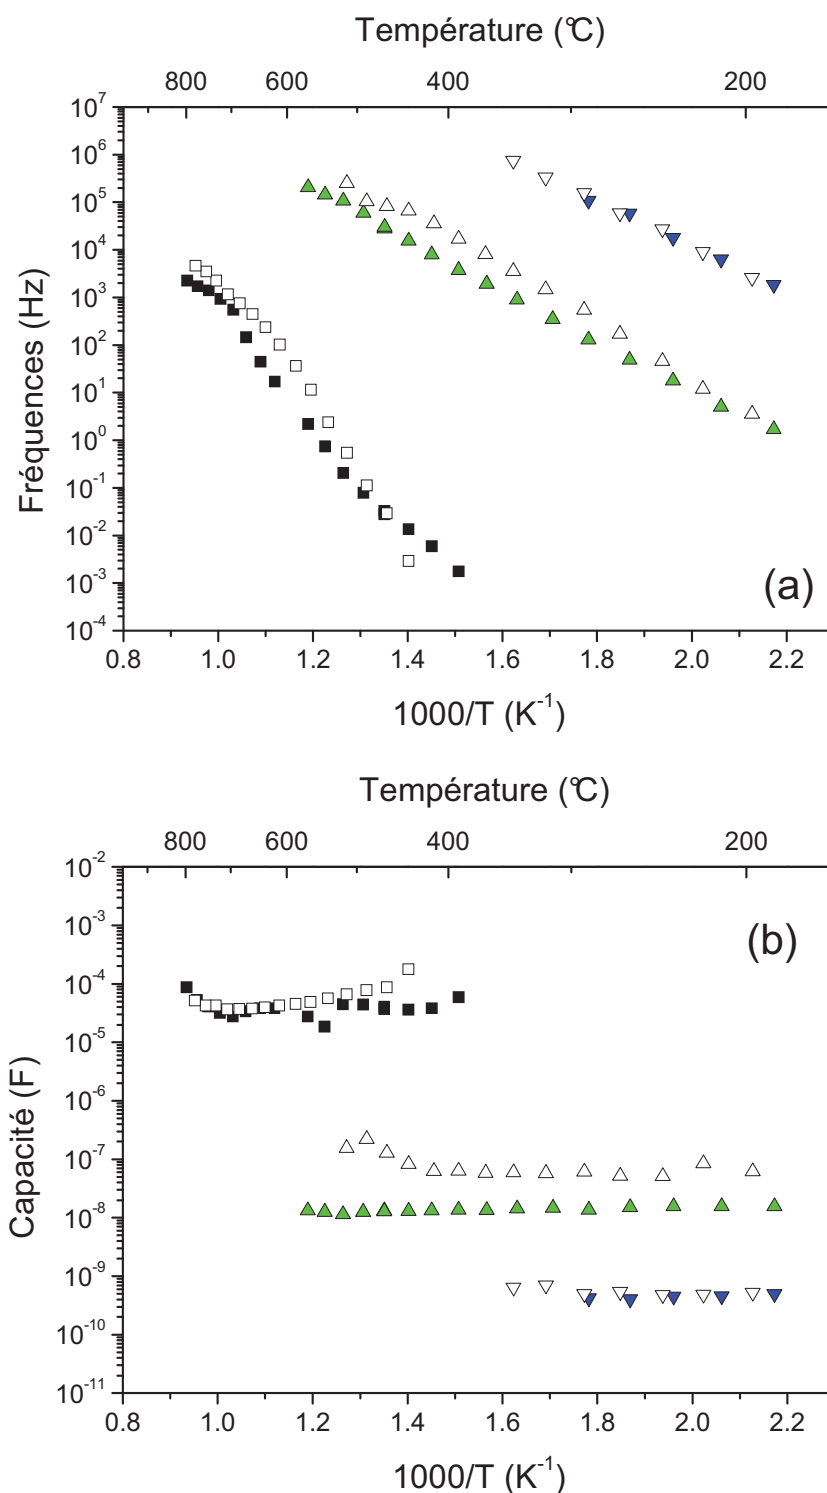 Température (°C)
800 600 400 200
10^7
10^6
10^5
10^4
10^3
10^2
10^1
10^0
10^-1
10^-2
10^-3
10^-4
Fréquences (Hz)
(a)
0.8 1.0 1.2 1.4 1.6 1.8 2.0 2.2
1000/T (K^-1)
Température (°C)
800 600 400 200
10^-2
10^-3
10^-4
10^-5
10^-6
10^-7
10^-8
10^-9
10^-10
10^-11
Capacité (F)
(b)
0.8 1.0 1.2 1.4 1.6 1.8 2.0 2.2
1000/T (K^-1)